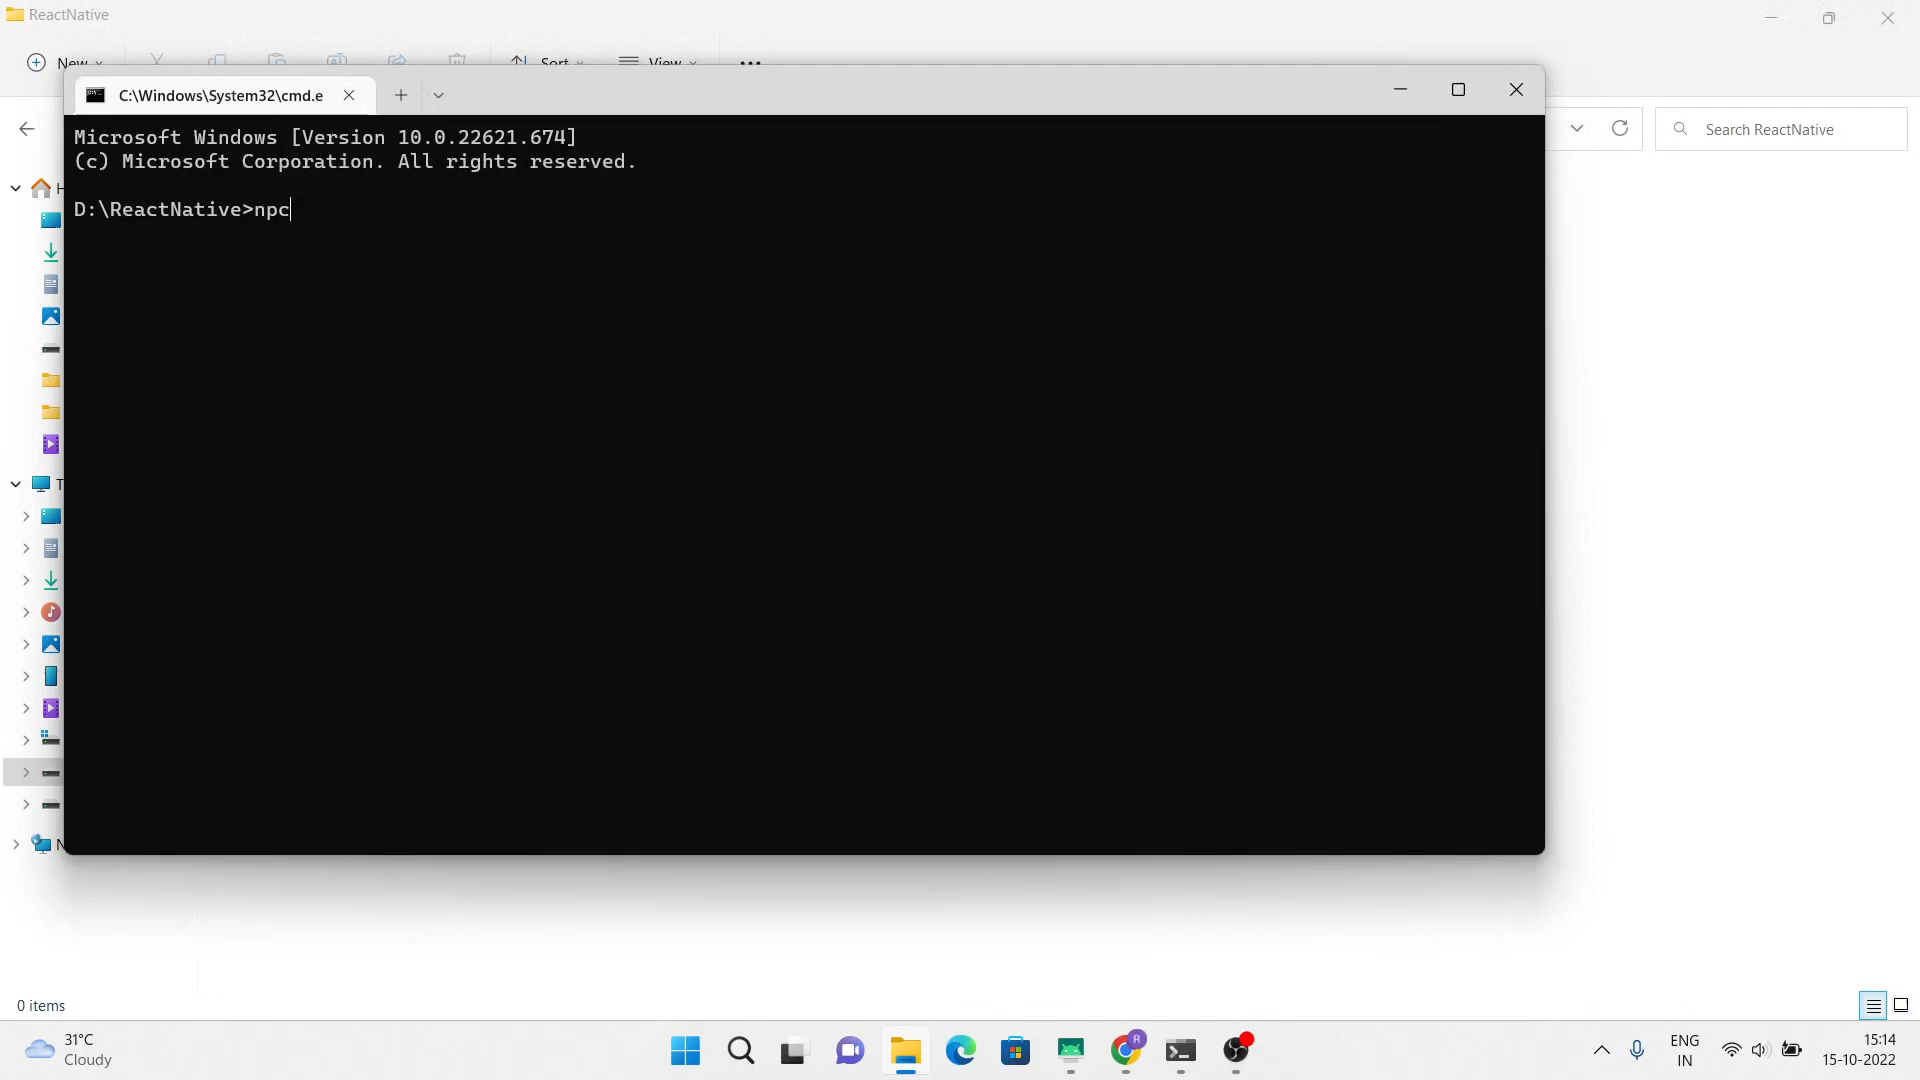 ReactNative
New
Sort
View
C:\Windows\System32\cmd.e
Search ReactNative
Microsoft Windows [Version 10.0.22621.674]
(c) Microsoft Corporation. All rights reserved.
D:\ReactNative>npc
H
T
N
0 items
31°C
Cloudy
ENG
IN
15:14
15-10-2022
R